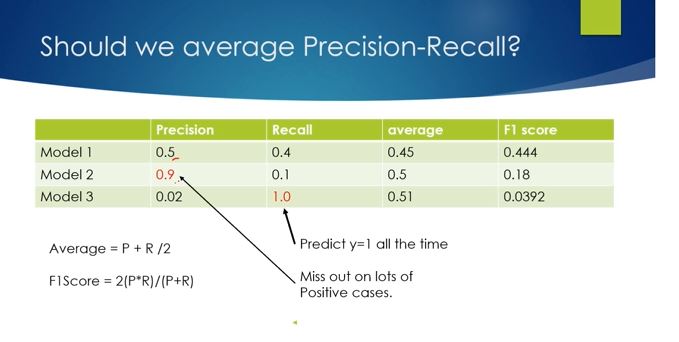 Should we average Precision-Recall?
Precision Recall average F1 score
Model 1 0.5 0.4 0.45 0.444
Model 2 0.9 0.1 0.5 0.18
Model 3 0.02 1.0 0.51 0.0392
Average = P + R /2
F1Score = 2(P*R)/(P+R)
Predict y=1 all the time
Miss out on lots of
Positive cases.